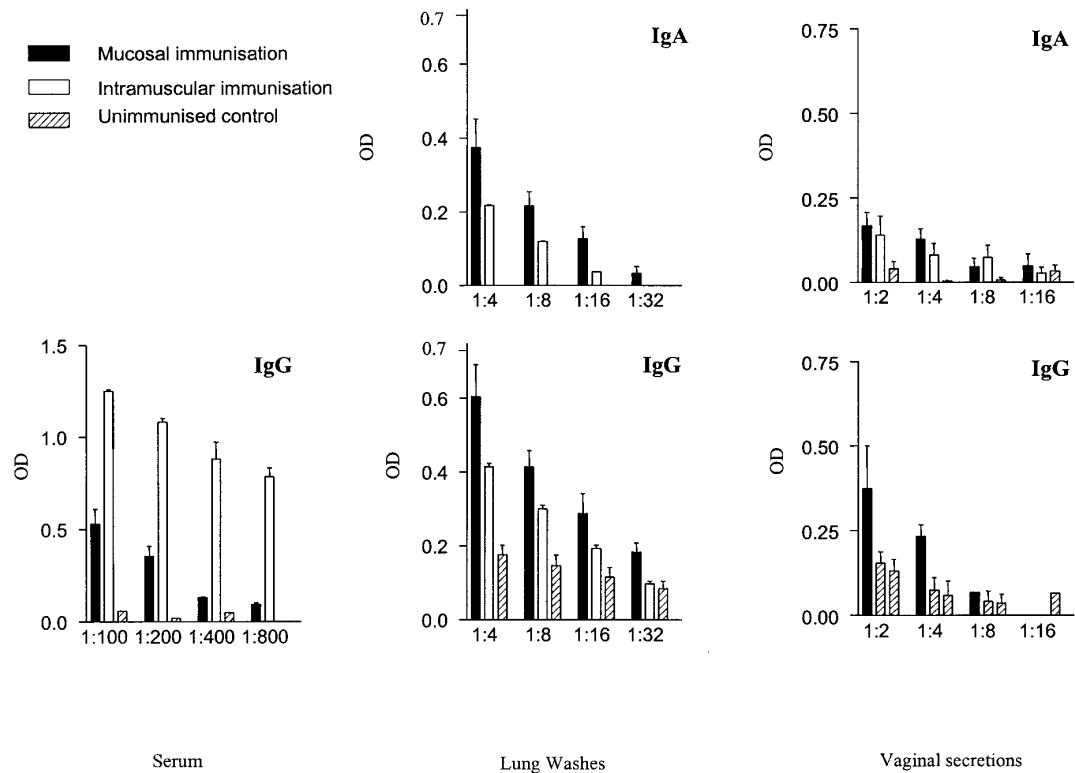 Mucosal immunisation
Intramuscular immunisation
Unimmunised control
IgA
0.7
0.6
0.4
0.2
0.0
OD
1:4 1:8 1:16 1:32
IgA
0.75
0.50
0.25
0.00
OD
1:2 1:4 1:8 1:16
IgG
1.5
1.0
0.5
0.0
OD
1:100 1:200 1:400 1:800
IgG
0.7
0.6
0.4
0.2
0.0
OD
1:4 1:8 1:16 1:32
IgG
0.75
0.50
0.25
0.00
OD
1:2 1:4 1:8 1:16
Serum
Lung Washes
Vaginal secretions